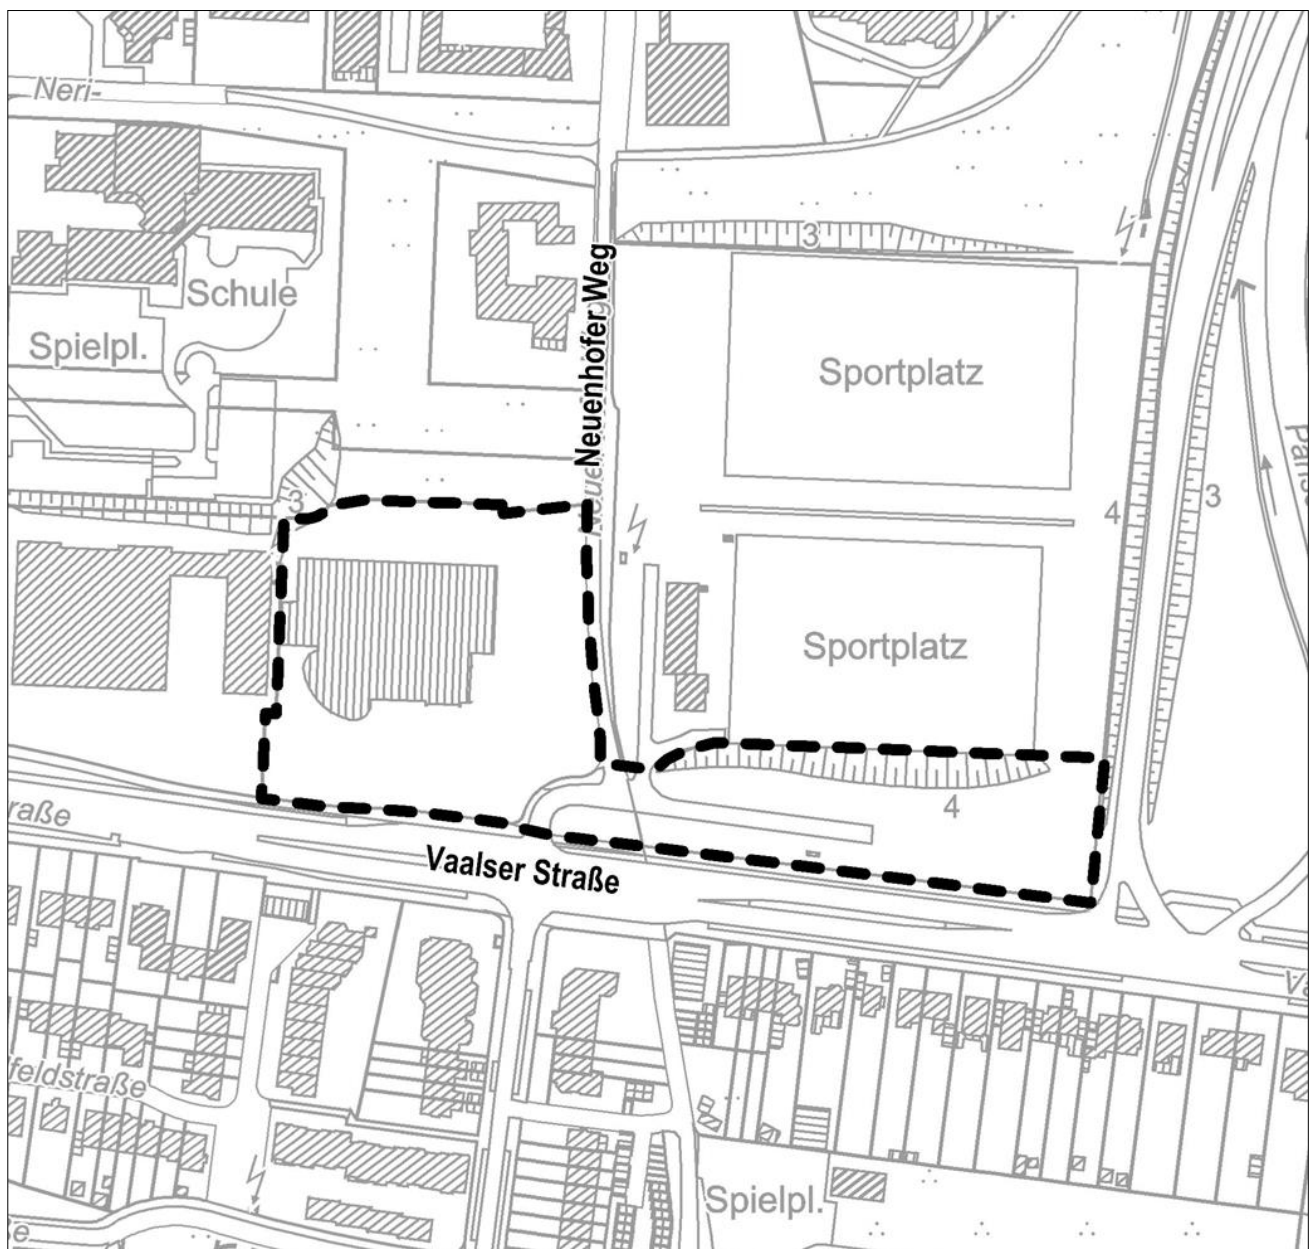 Neri-
3
Schule
Neuenhofer Weg
Spielpl.
Sportplatz
3
4
3
Sportplatz
4
raße
Vaalser Straße
feldstraße
Spielpl.